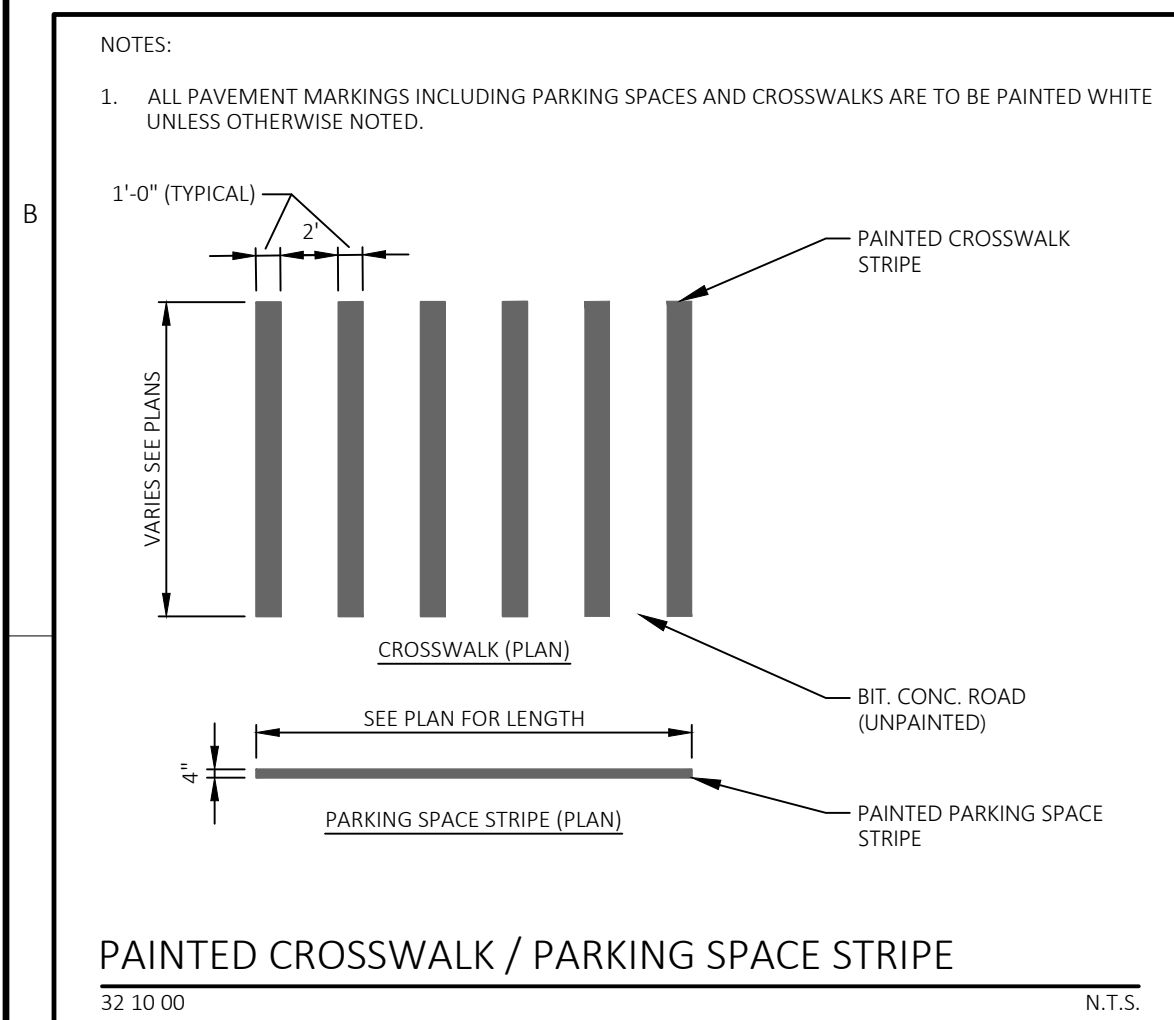 NOTES:
1. ALL PAVEMENT MARKINGS INCLUDING PARKING SPACES AND CROSSWALKS ARE TO BE PAINTED WHITE
UNLESS OTHERWISE NOTED.
B
1'-0" (TYPICAL)
2'
PAINTED CROSSWALK
STRIPE
VARIES SEE PLANS
CROSSWALK (PLAN)
BIT. CONC. ROAD
(UNPAINTED)
SEE PLAN FOR LENGTH
4"
PARKING SPACE STRIPE (PLAN)
PAINTED PARKING SPACE
STRIPE
PAINTED CROSSWALK / PARKING SPACE STRIPE
32 10 00
N.T.S.